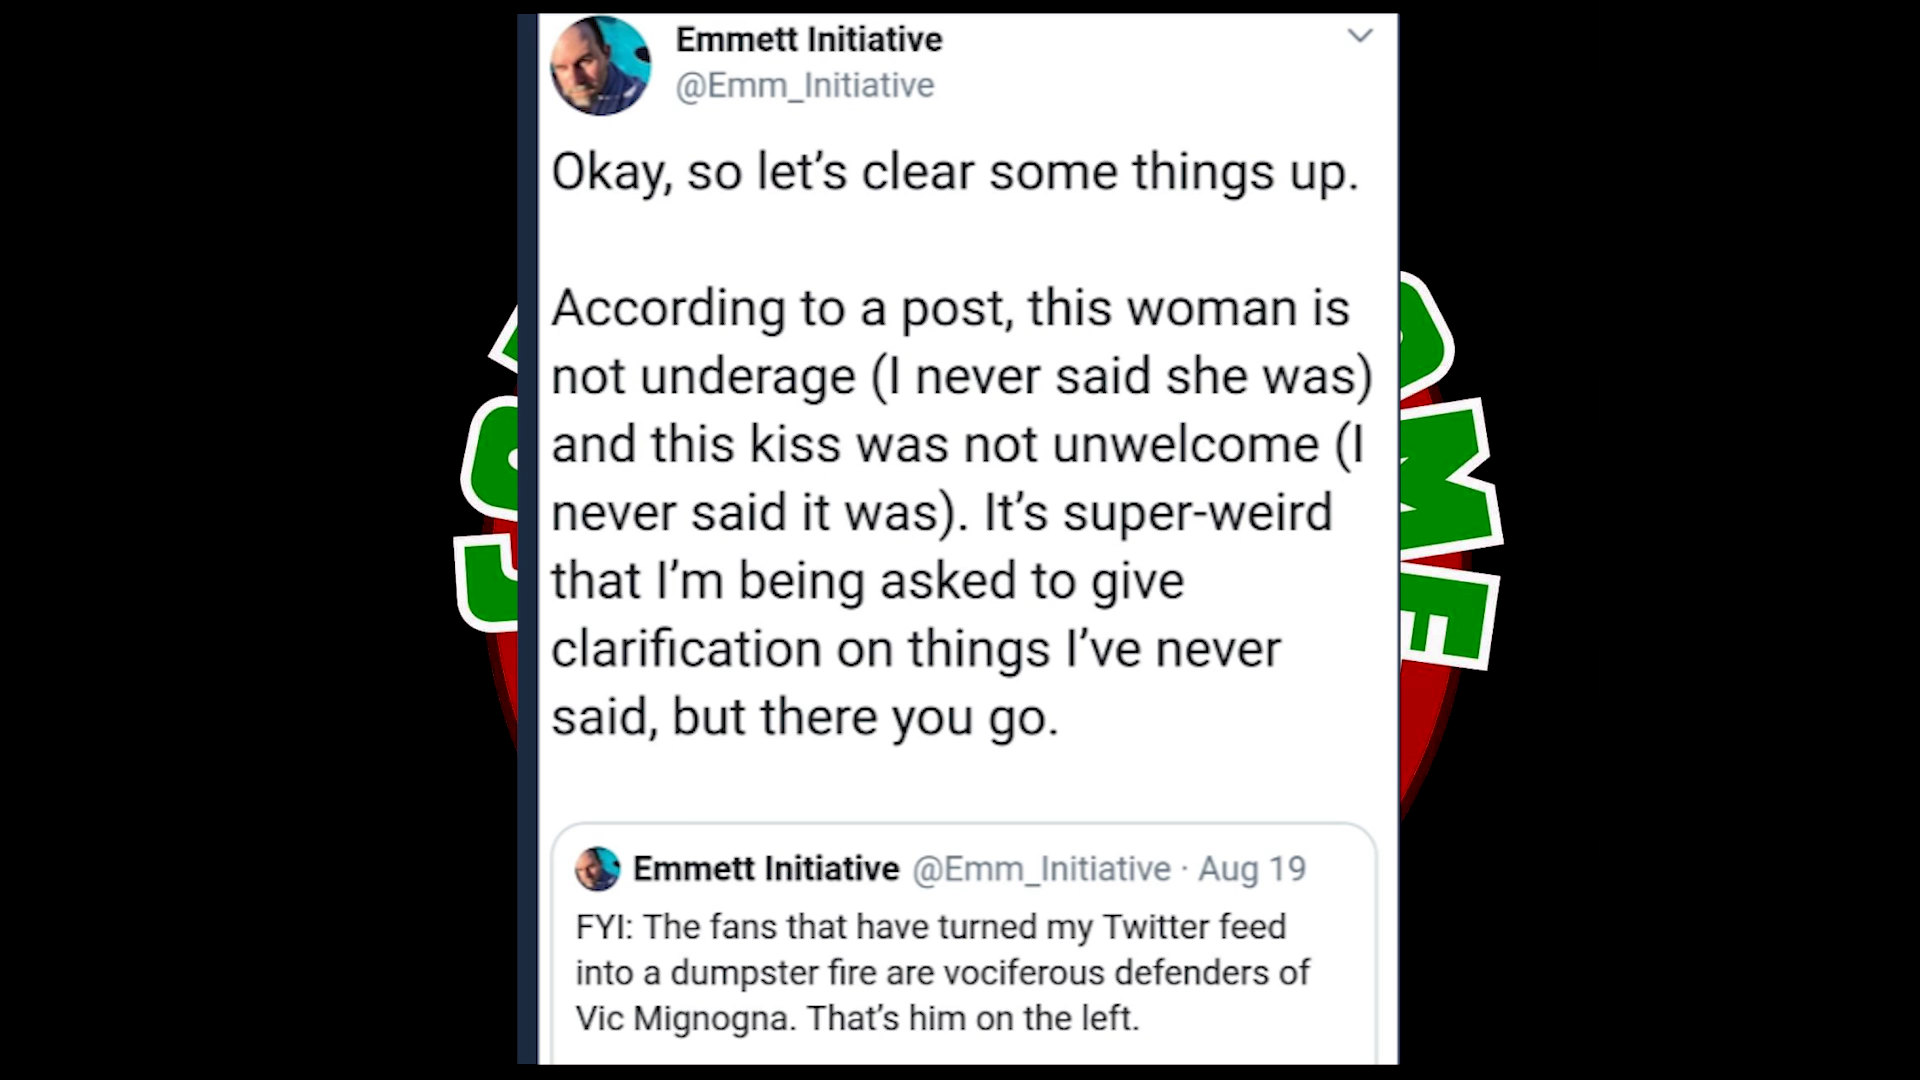 Emmett Initiative
@Emm_Initiative
Okay, so let’s clear some things up.
According to a post, this woman is
not underage (I never said she was)
and this kiss was not unwelcome (I
never said it was). It’s super-weird
that I’m being asked to give
clarification on things I’ve never
said, but there you go.
Emmett Initiative @Emm_Initiative · Aug 19
FYI: The fans that have turned my Twitter feed
into a dumpster fire are vociferous defenders of
Vic Mignogna. That’s him on the left.